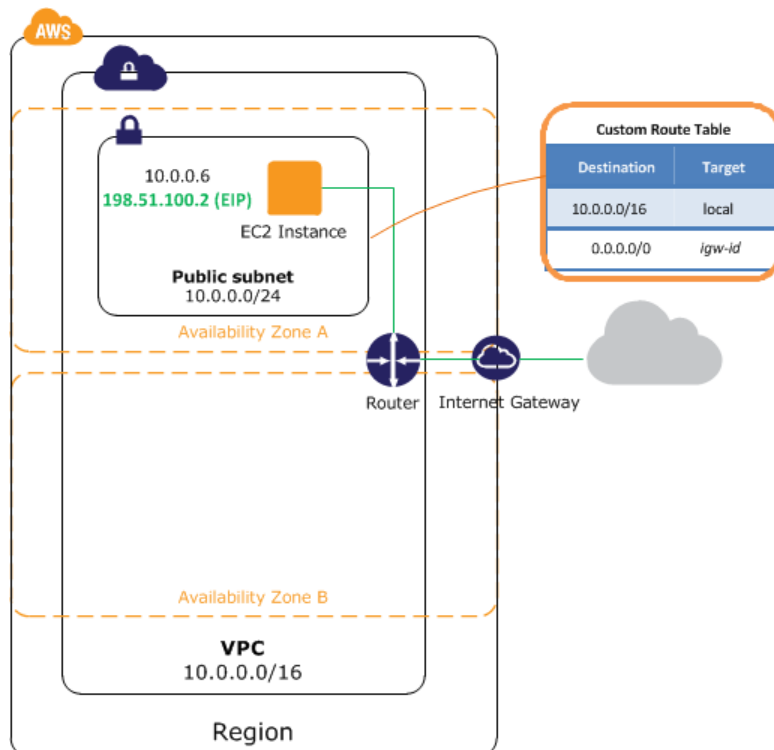 AWS
10.0.0.6
198.51.100.2 (EIP)
EC2 Instance
Public subnet
10.0.0.0/24
Availability Zone A
Custom Route Table
Destination Target
10.0.0.0/16 local
0.0.0.0/0 igw-id
Router
Internet Gateway
Availability Zone B
VPC
10.0.0.0/16
Region